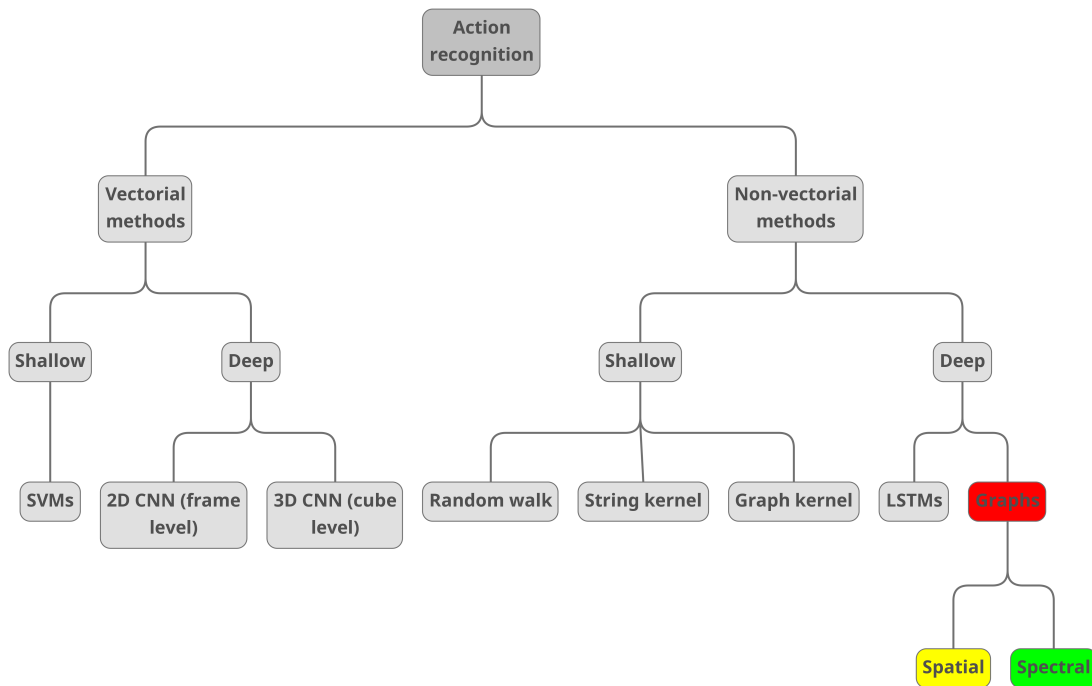 Action
recognition
Vectorial
methods
Non-vectorial
methods
Shallow
Deep
Shallow
Deep
SVMs
2D CNN (frame
level)
3D CNN (cube
level)
Random walk
String kernel
Graph kernel
LSTMs
Graphs
Spatial
Spectral